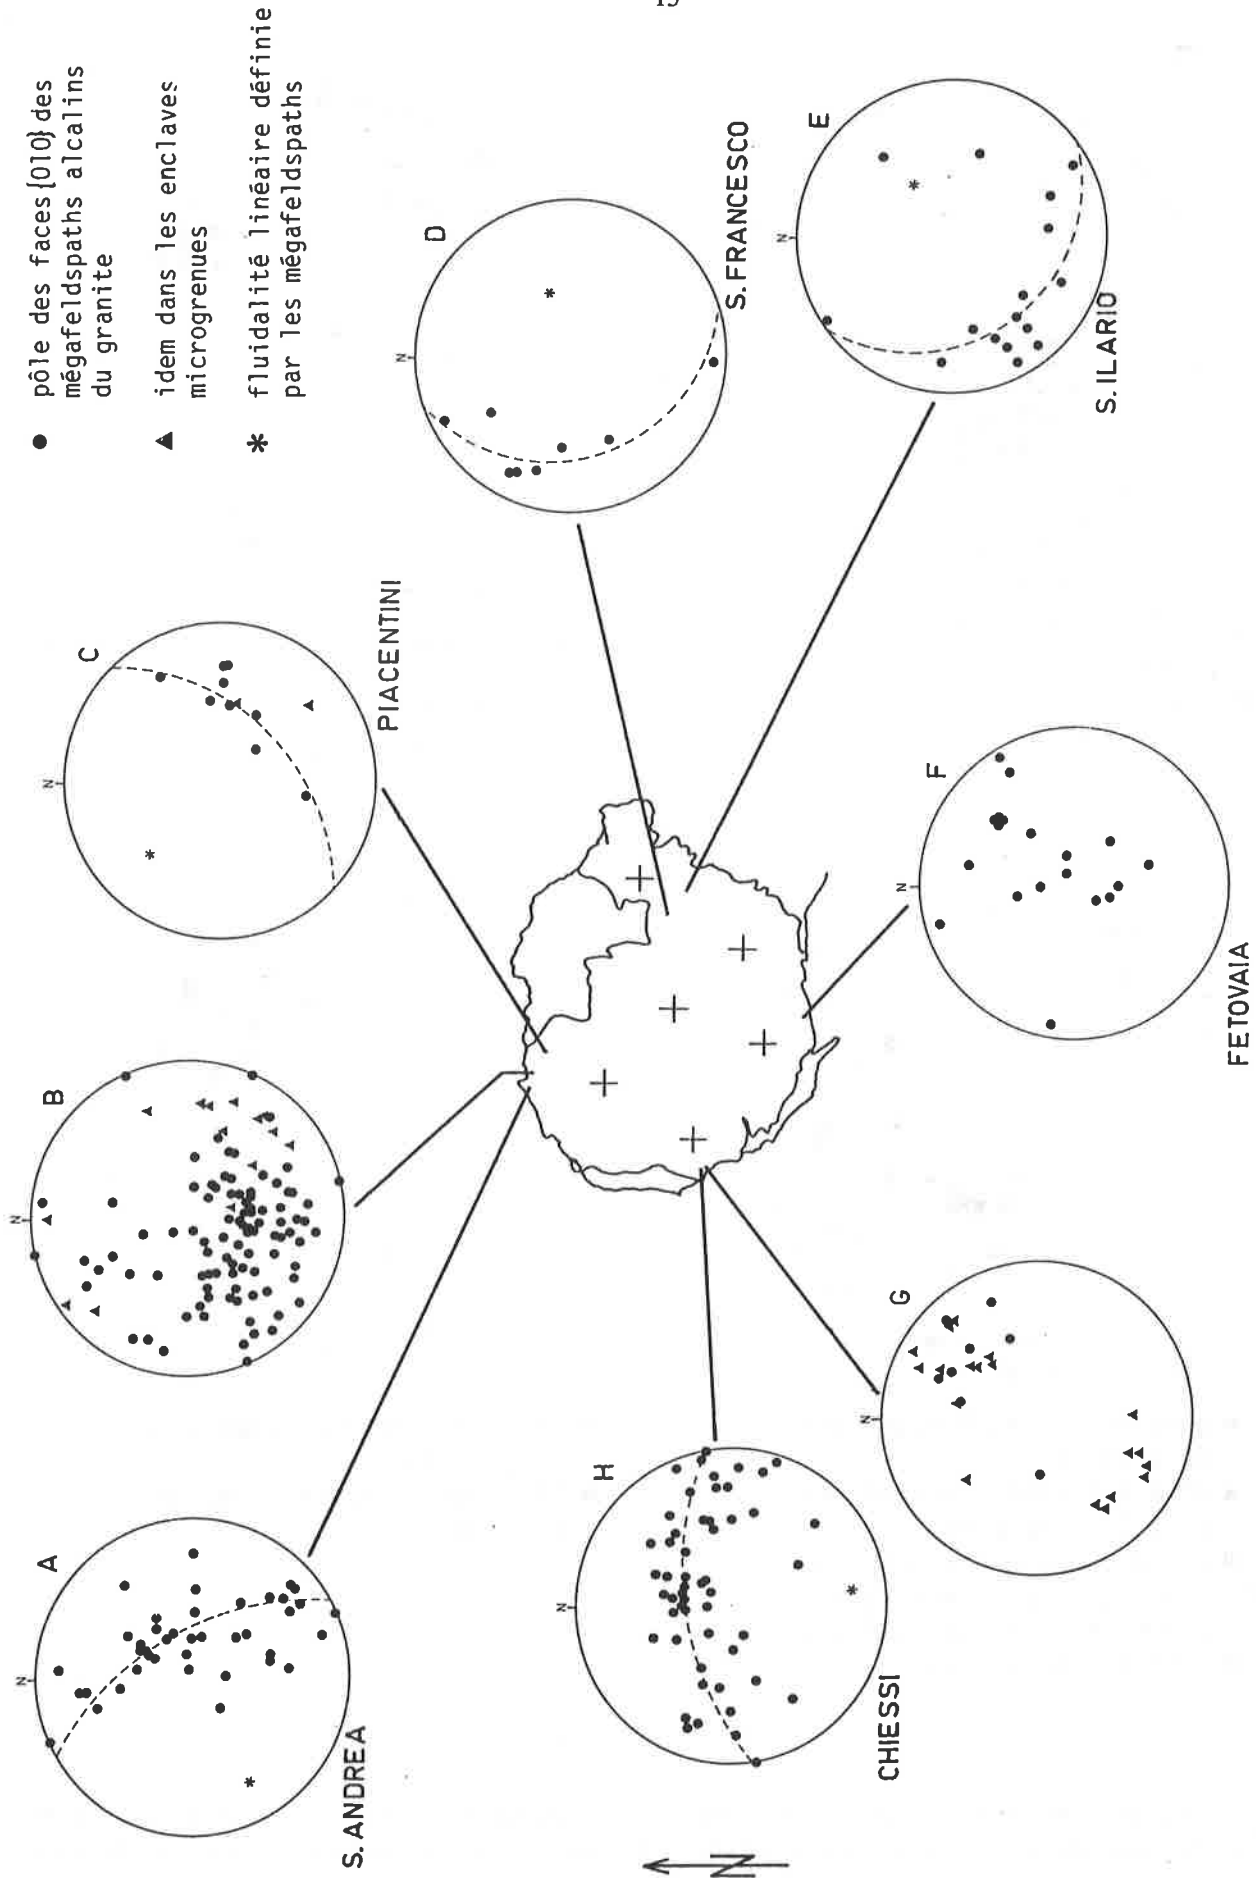 13
● pôle des faces {010} des
mégafeldspaths alcalins
du granite
▲ idem dans les enclaves
microgrenues
* fluidalité linéaire définie
par les mégafeldspaths
A
N
S. ANDREA
B
N
C
N
PIACENTINI
D
N
S. FRANCESCO
E
N
S. ILARIO
F
N
FETOVAIA
G
N
H
N
CHIESSI
N